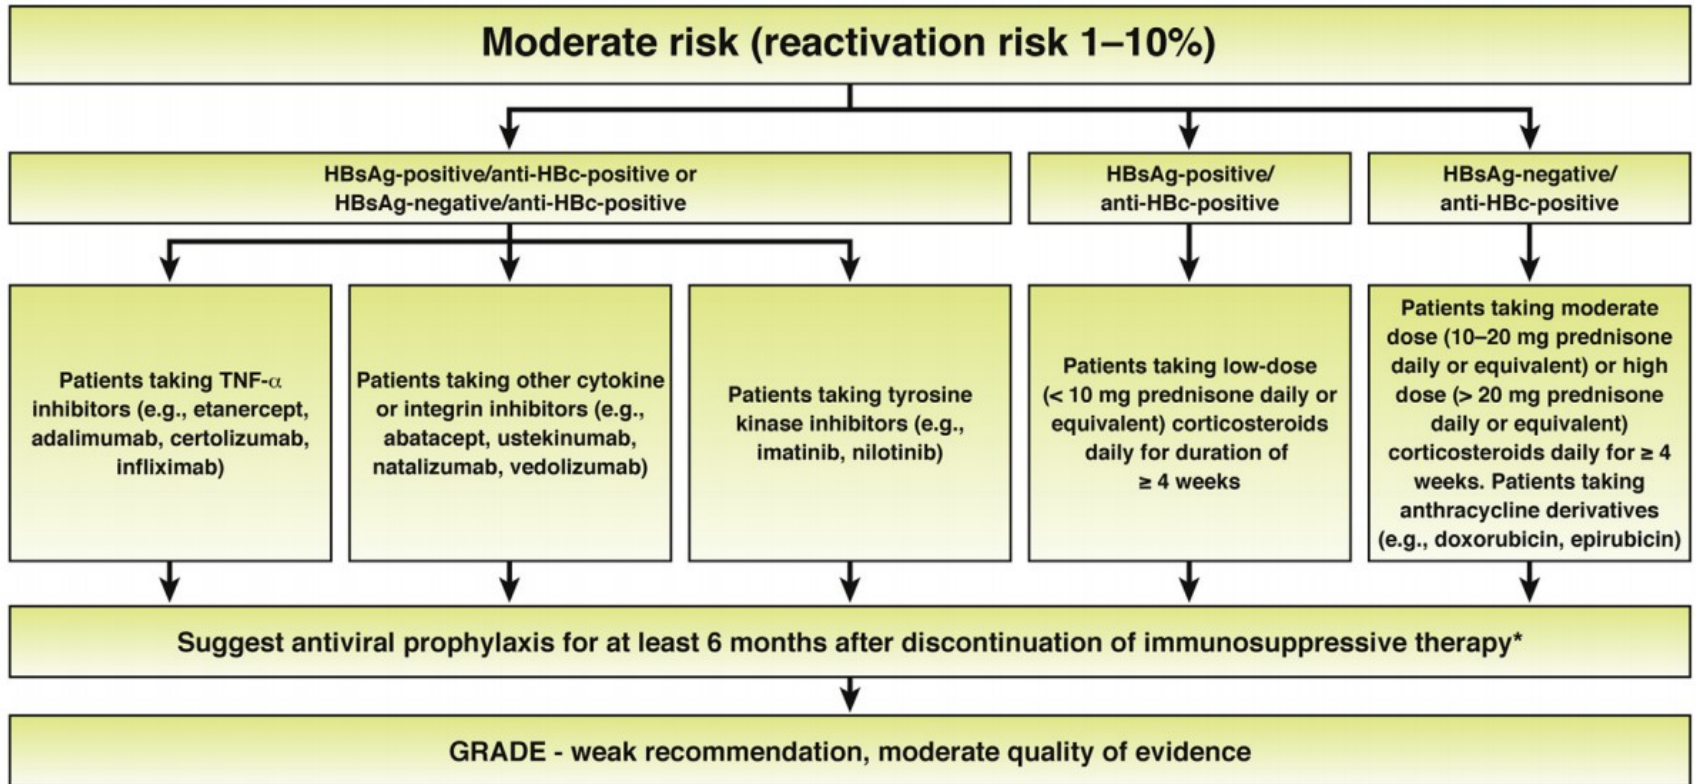 Moderate risk (reactivation risk 1–10%)
HBsAg-positive/anti-HBc-positive or
HBsAg-negative/anti-HBc-positive
HBsAg-positive/
anti-HBc-positive
HBsAg-negative/
anti-HBc-positive
Patients taking TNF-α
inhibitors (e.g., etanercept,
adalimumab, certolizumab,
infliximab)
Patients taking other cytokine
or integrin inhibitors (e.g.,
abatacept, ustekinumab,
natalizumab, vedolizumab)
Patients taking tyrosine
kinase inhibitors (e.g.,
imatinib, nilotinib)
Patients taking low-dose
(< 10 mg prednisone daily or
equivalent) corticosteroids
daily for duration of
≥ 4 weeks
Patients taking moderate
dose (10–20 mg prednisone
daily or equivalent) or high
dose (> 20 mg prednisone
daily or equivalent)
corticosteroids daily for ≥ 4
weeks. Patients taking
anthracycline derivatives
(e.g., doxorubicin, epirubicin)
Suggest antiviral prophylaxis for at least 6 months after discontinuation of immunosuppressive therapy*
GRADE - weak recommendation, moderate quality of evidence